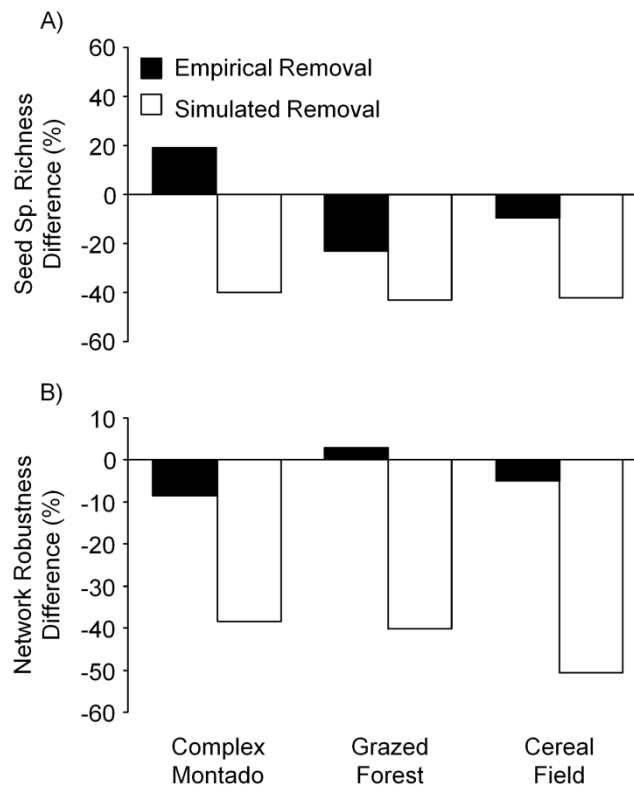 A)
Seed Sp. Richness
Difference (%)
60
40
20
0
-20
-40
-60
Empirical Removal
Simulated Removal
B)
Network Robustness
Difference (%)
10
0
-10
-20
-30
-40
-50
-60
Complex
Montado
Grazed
Forest
Cereal
Field